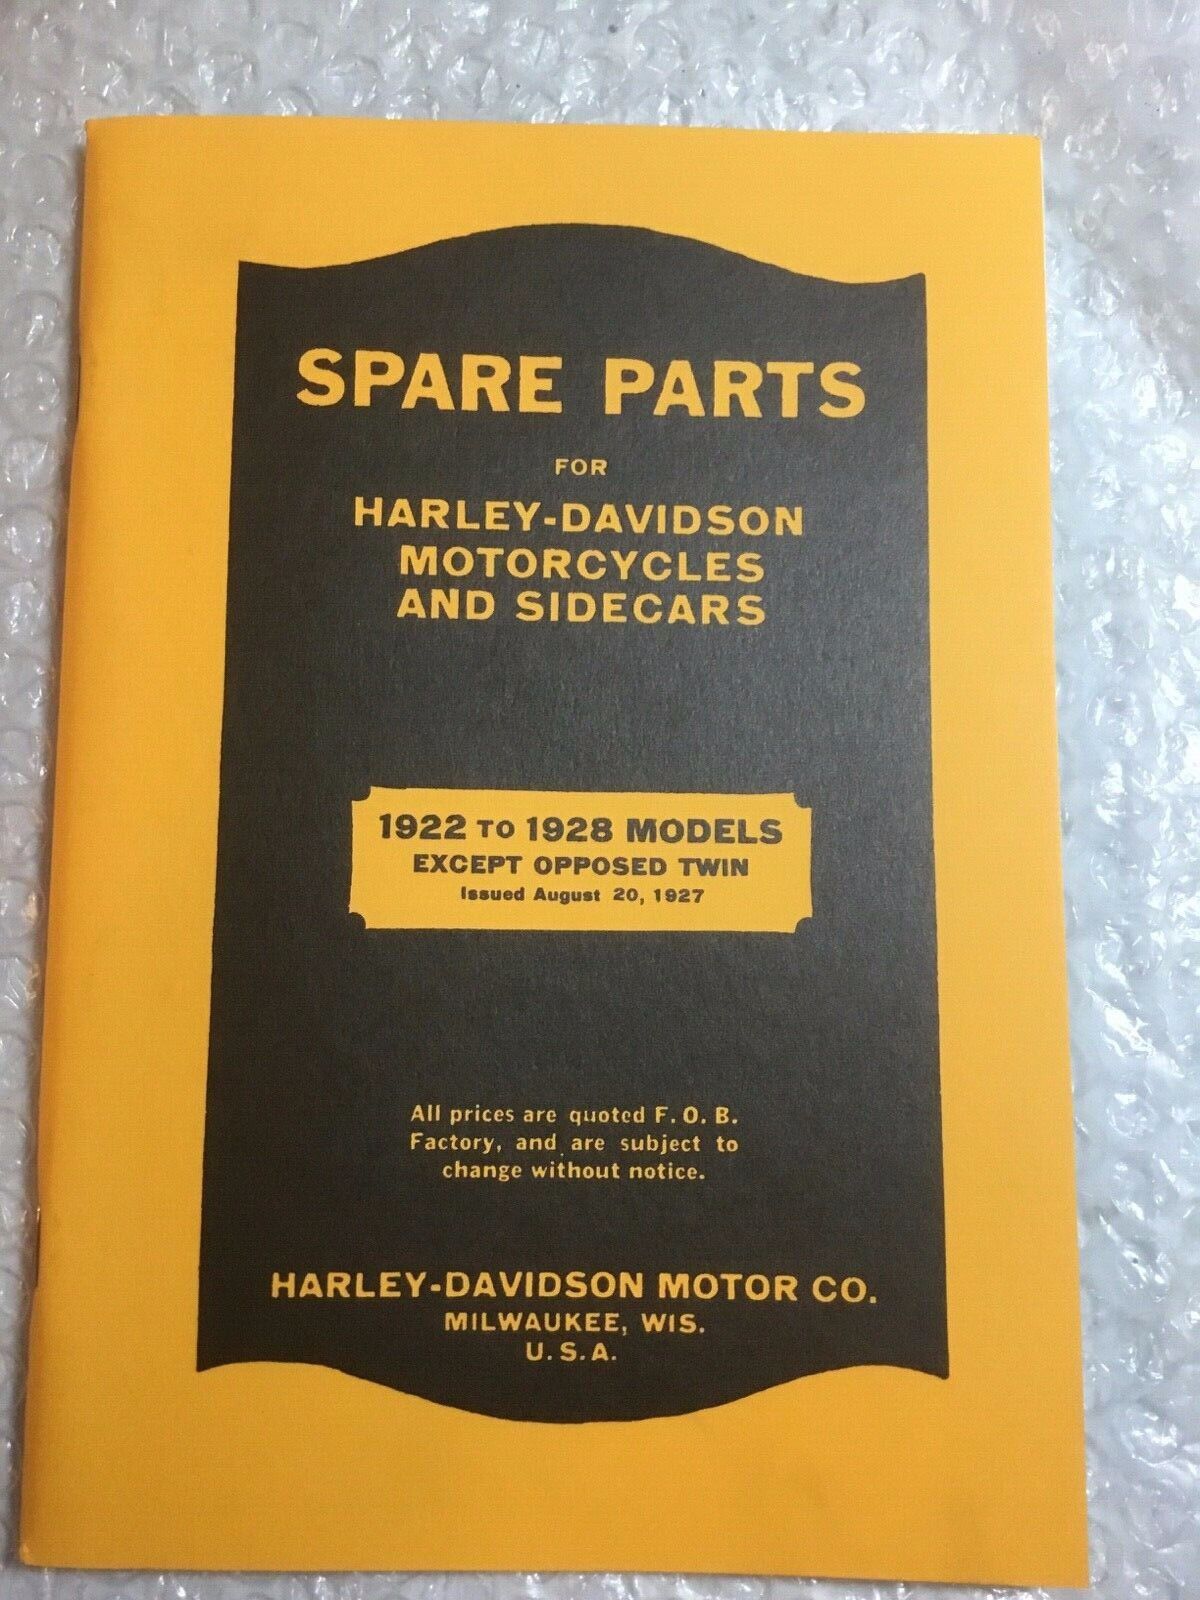 SPARE PARTS
FOR
HARLEY-DAVIDSON
MOTORCYCLES
AND SIDECARS
1922 TO 1928 MODELS
EXCEPT OPPOSED TWIN
Issued August 20, 1927
All prices are quoted F. O. B.
Factory, and are subject to
change without notice.
HARLEY-DAVIDSON MOTOR CO.
MILWAUKEE, WIS.
U. S. A.